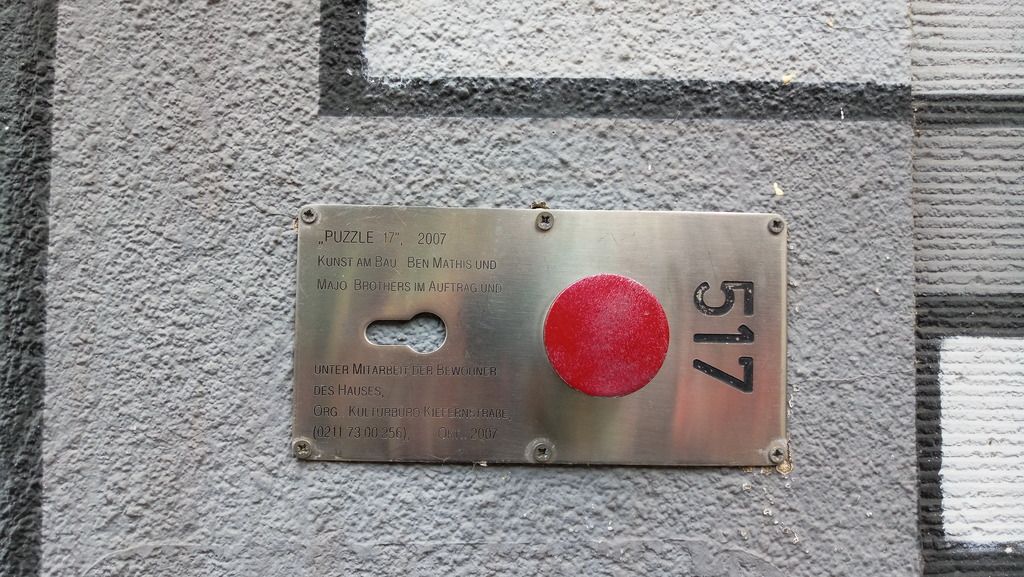 „PUZZLE 17", 2007
KUNST AM BAU BEN MATHIS UND
MAJO BROTHERS IM AUFTRAG UND
UNTER MITARBEIT DER BEWOHNER
DES HAUSES,
ORG. KULTURBÜRO KIEFERNSTRAßE,
(0211 73 00 256), OKT. 2007
517